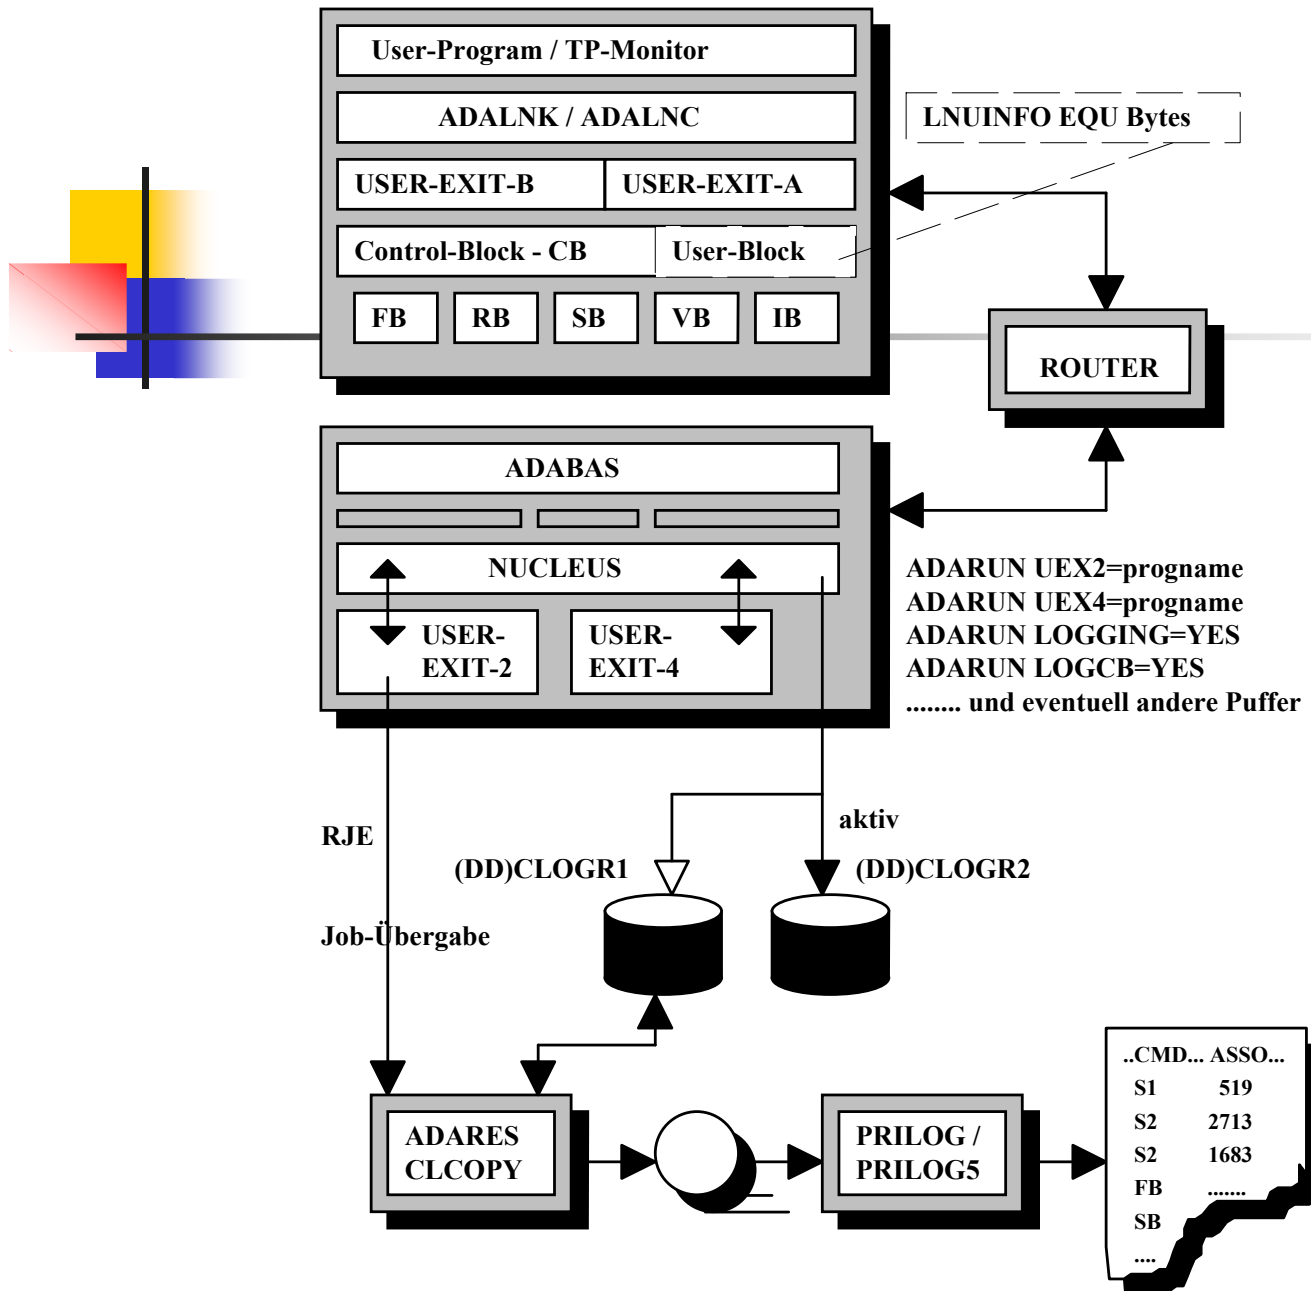 User-Program / TP-Monitor
ADALNK / ADALNC
LNUINFO EQU Bytes
USER-EXIT-B
USER-EXIT-A
Control-Block - CB
User-Block
FB
RB
SB
VB
IB
ROUTER
ADABAS
NUCLEUS
USER-
EXIT-2
USER-
EXIT-4
ADARUN UEX2=progname
ADARUN UEX4=progname
ADARUN LOGGING=YES
ADARUN LOGCB=YES
........ und eventuell andere Puffer
RJE
aktiv
(DD)CLOGR1
(DD)CLOGR2
Job-Übergabe
ADARES
CLCOPY
PRILOG /
PRILOG5
..CMD... ASSO...
S1 519
S2 2713
S2 1683
FB .......
SB
....